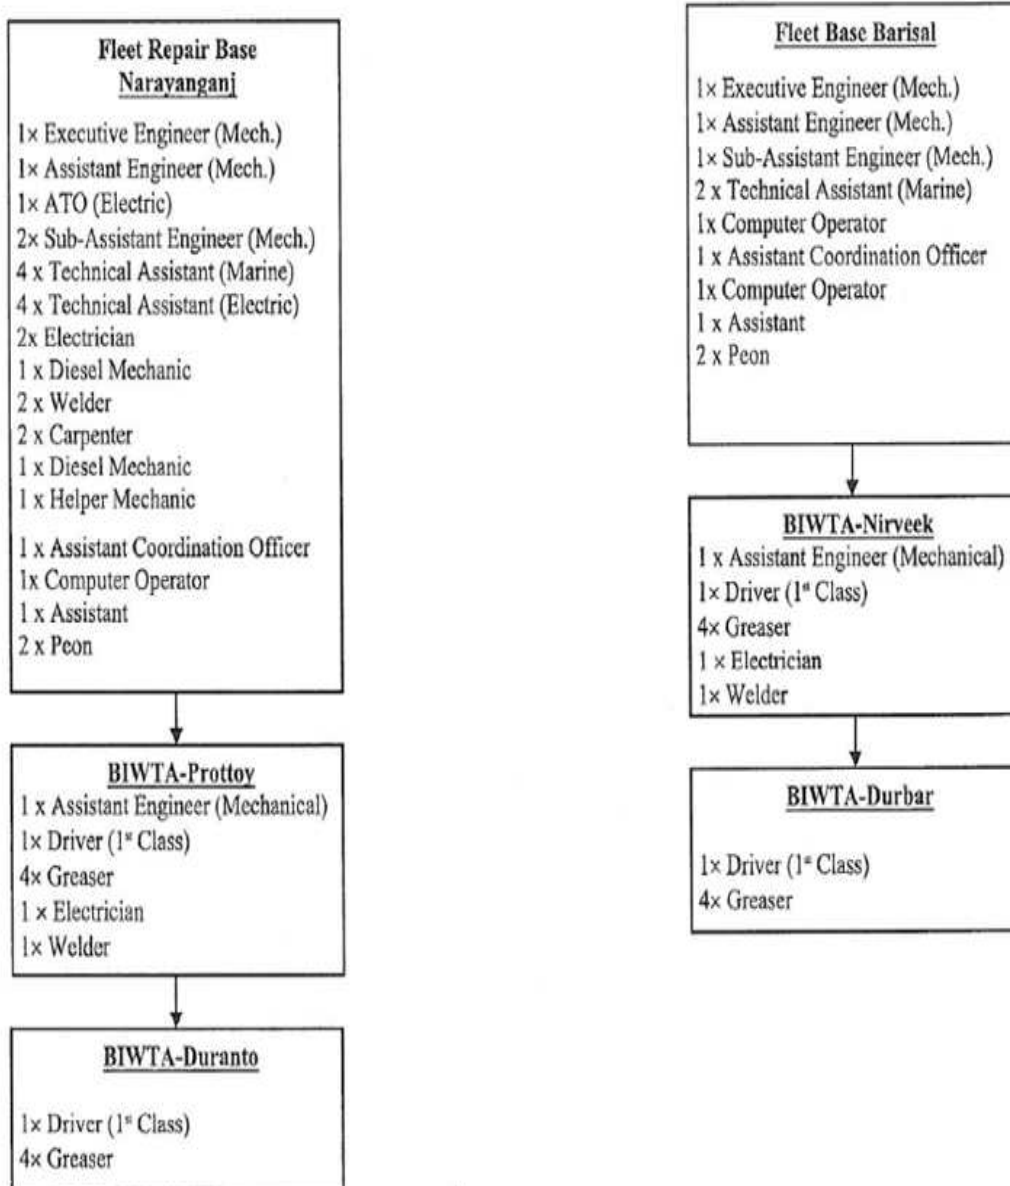 Fleet Repair Base
Narayanganj
1× Executive Engineer (Mech.)
1× Assistant Engineer (Mech.)
1× ATO (Electric)
2× Sub-Assistant Engineer (Mech.)
4 x Technical Assistant (Marine)
4 x Technical Assistant (Electric)
2x Electrician
1 x Diesel Mechanic
2 x Welder
2 x Carpenter
1 x Diesel Mechanic
1 x Helper Mechanic
1 x Assistant Coordination Officer
1x Computer Operator
1 x Assistant
2 x Peon
BIWTA-Prottoy
1 x Assistant Engineer (Mechanical)
1× Driver (1st Class)
4× Greaser
1 × Electrician
1× Welder
BIWTA-Duranto
1× Driver (1st Class)
4× Greaser
Fleet Base Barisal
1× Executive Engineer (Mech.)
1× Assistant Engineer (Mech.)
1× Sub-Assistant Engineer (Mech.)
2 x Technical Assistant (Marine)
1x Computer Operator
1 x Assistant Coordination Officer
1x Computer Operator
1 x Assistant
2 x Peon
BIWTA-Nirveek
1 x Assistant Engineer (Mechanical)
1× Driver (1st Class)
4× Greaser
1 × Electrician
1× Welder
BIWTA-Durbar
1× Driver (1st Class)
4× Greaser